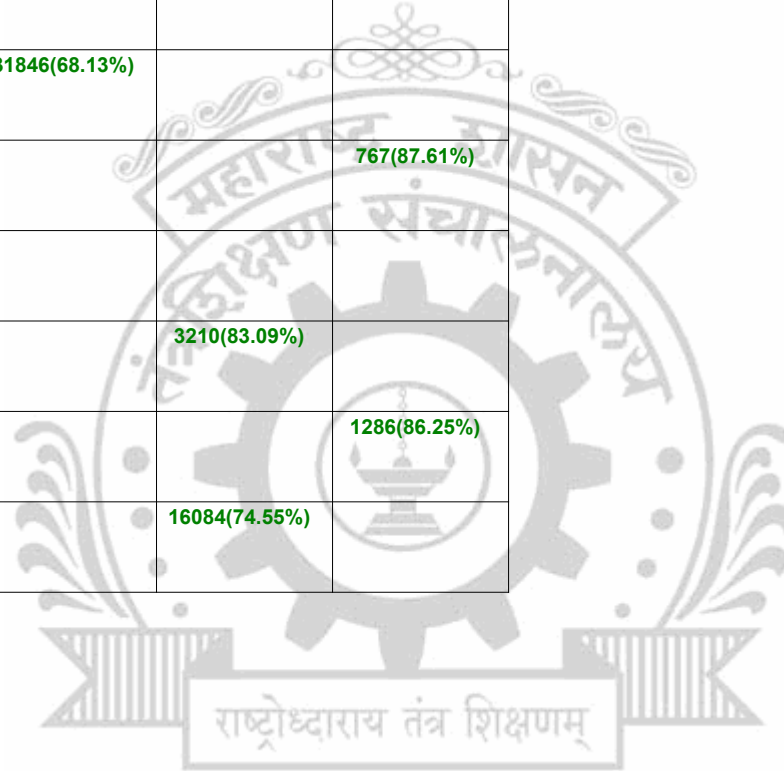 31846(68.13%)
767(87.61%)
3210(83.09%)
1286(86.25%)
16084(74.55%)
महाराष्ट्र शासन
तंत्रशिक्षण संचालनालय
राष्ट्रोध्दाराय तंत्र शिक्षणम्